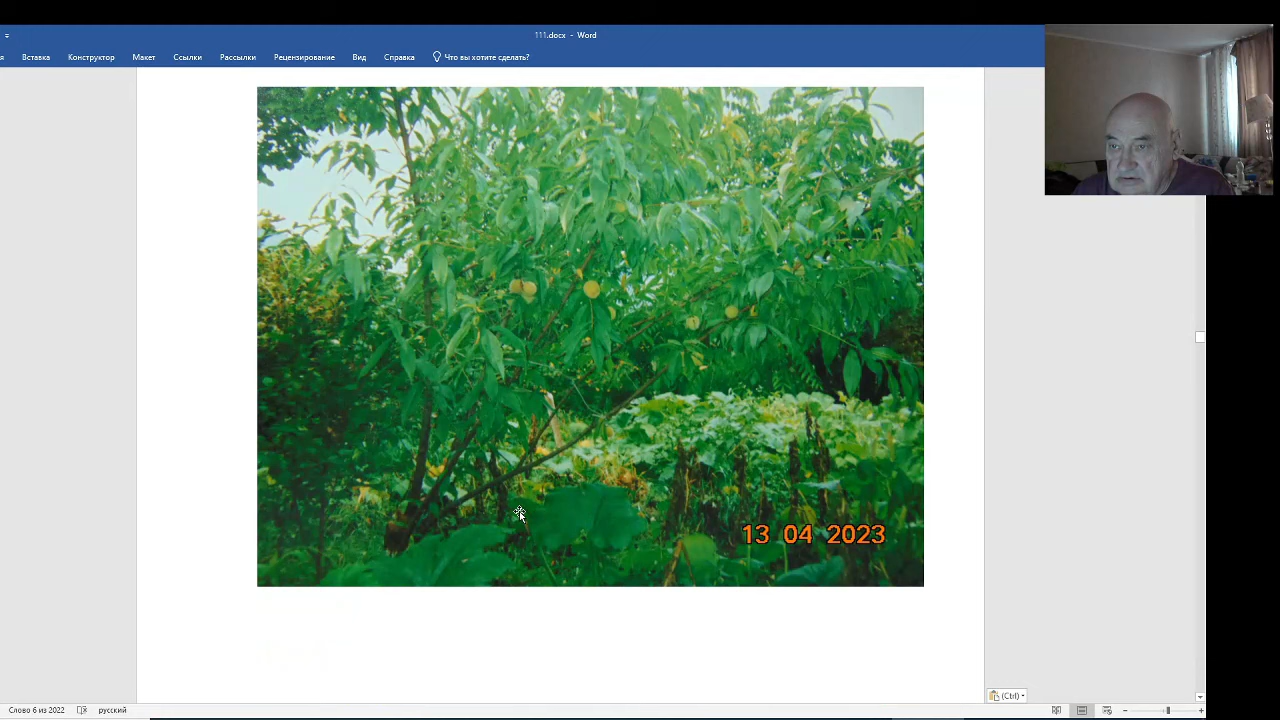 111.docx - Word
я Вставка Конструктор Макет Ссылки Рассылки Рецензирование Вид Справка Что вы хотите сделать?
13 04 2023
(Ctrl)
Слово 6 из 2022 русский